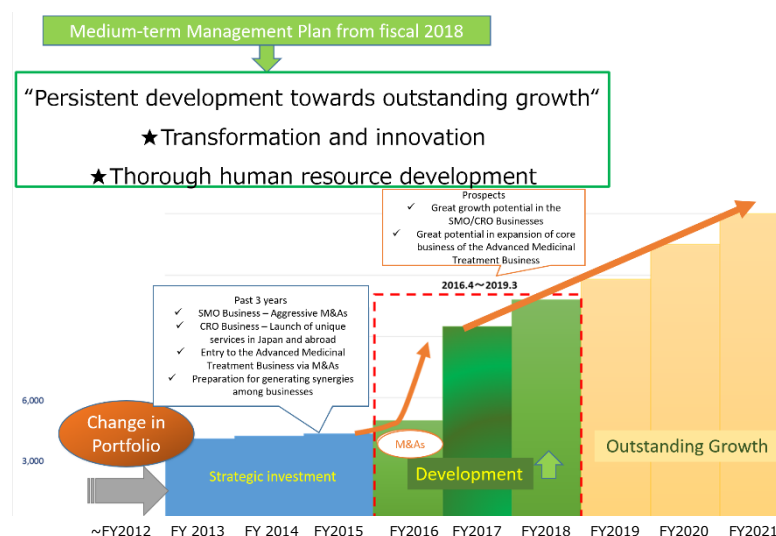 Medium-term Management Plan from fiscal 2018
“Persistent development towards outstanding growth“
★Transformation and innovation
★Thorough human resource development
Prospects
✓ Great growth potential in the
SMO/CRO Businesses
✓ Great potential in expansion of core
business of the Advanced Medicinal
Treatment Business
2016.4～2019.3
Past 3 years
✓ SMO Business – Aggressive M&As
✓ CRO Business – Launch of unique
services in Japan and abroad
✓ Entry to the Advanced Medicinal
Treatment Business via M&As
✓ Preparation for generating synergies
among businesses
6,000
3,000
Change in
Portfolio
M&As
Strategic investment
Development
Outstanding Growth
~FY2012 FY 2013 FY 2014 FY2015 FY2016 FY2017 FY2018 FY2019 FY2020 FY2021